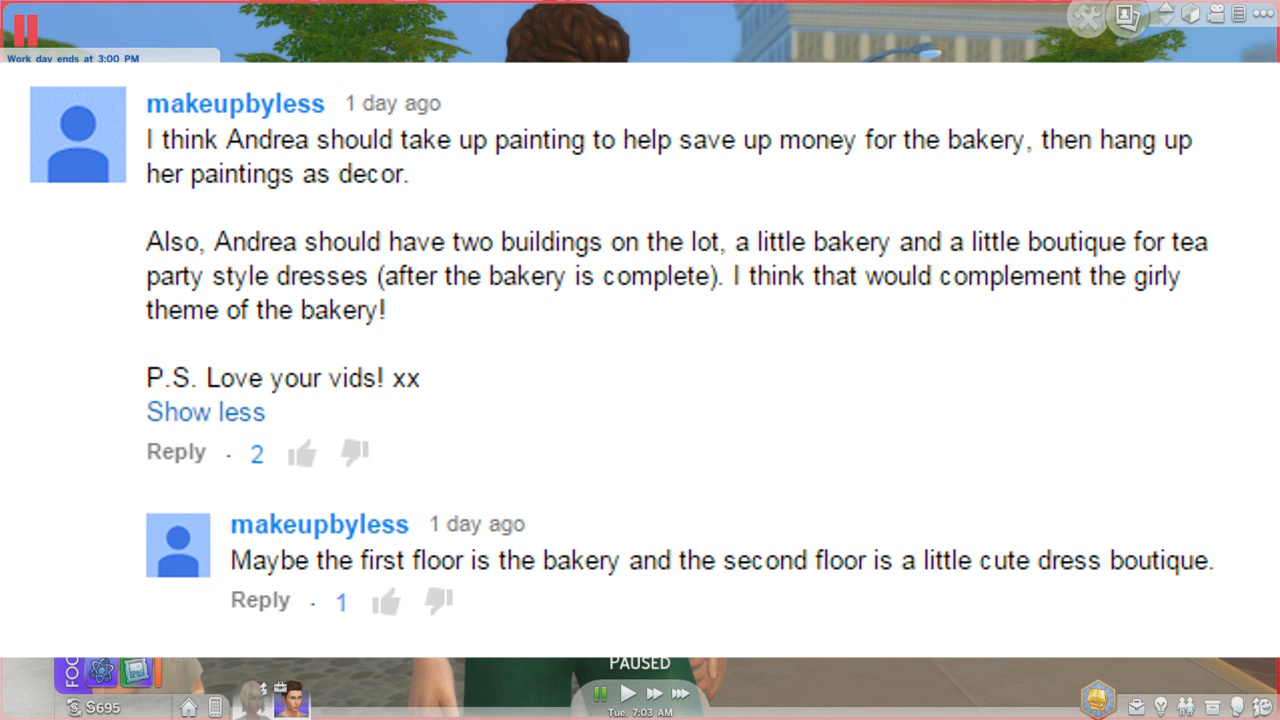 Work day ends at 3:00 PM
makeupbyless 1 day ago
I think Andrea should take up painting to help save up money for the bakery, then hang up
her paintings as decor.
Also, Andrea should have two buildings on the lot, a little bakery and a little boutique for tea
party style dresses (after the bakery is complete). I think that would complement the girly
theme of the bakery!
P.S. Love your vids! xx
Show less
Reply · 2
makeupbyless 1 day ago
Maybe the first floor is the bakery and the second floor is a little cute dress boutique.
Reply · 1
FOC
PAUSED
§695
Tue. 7:03 AM